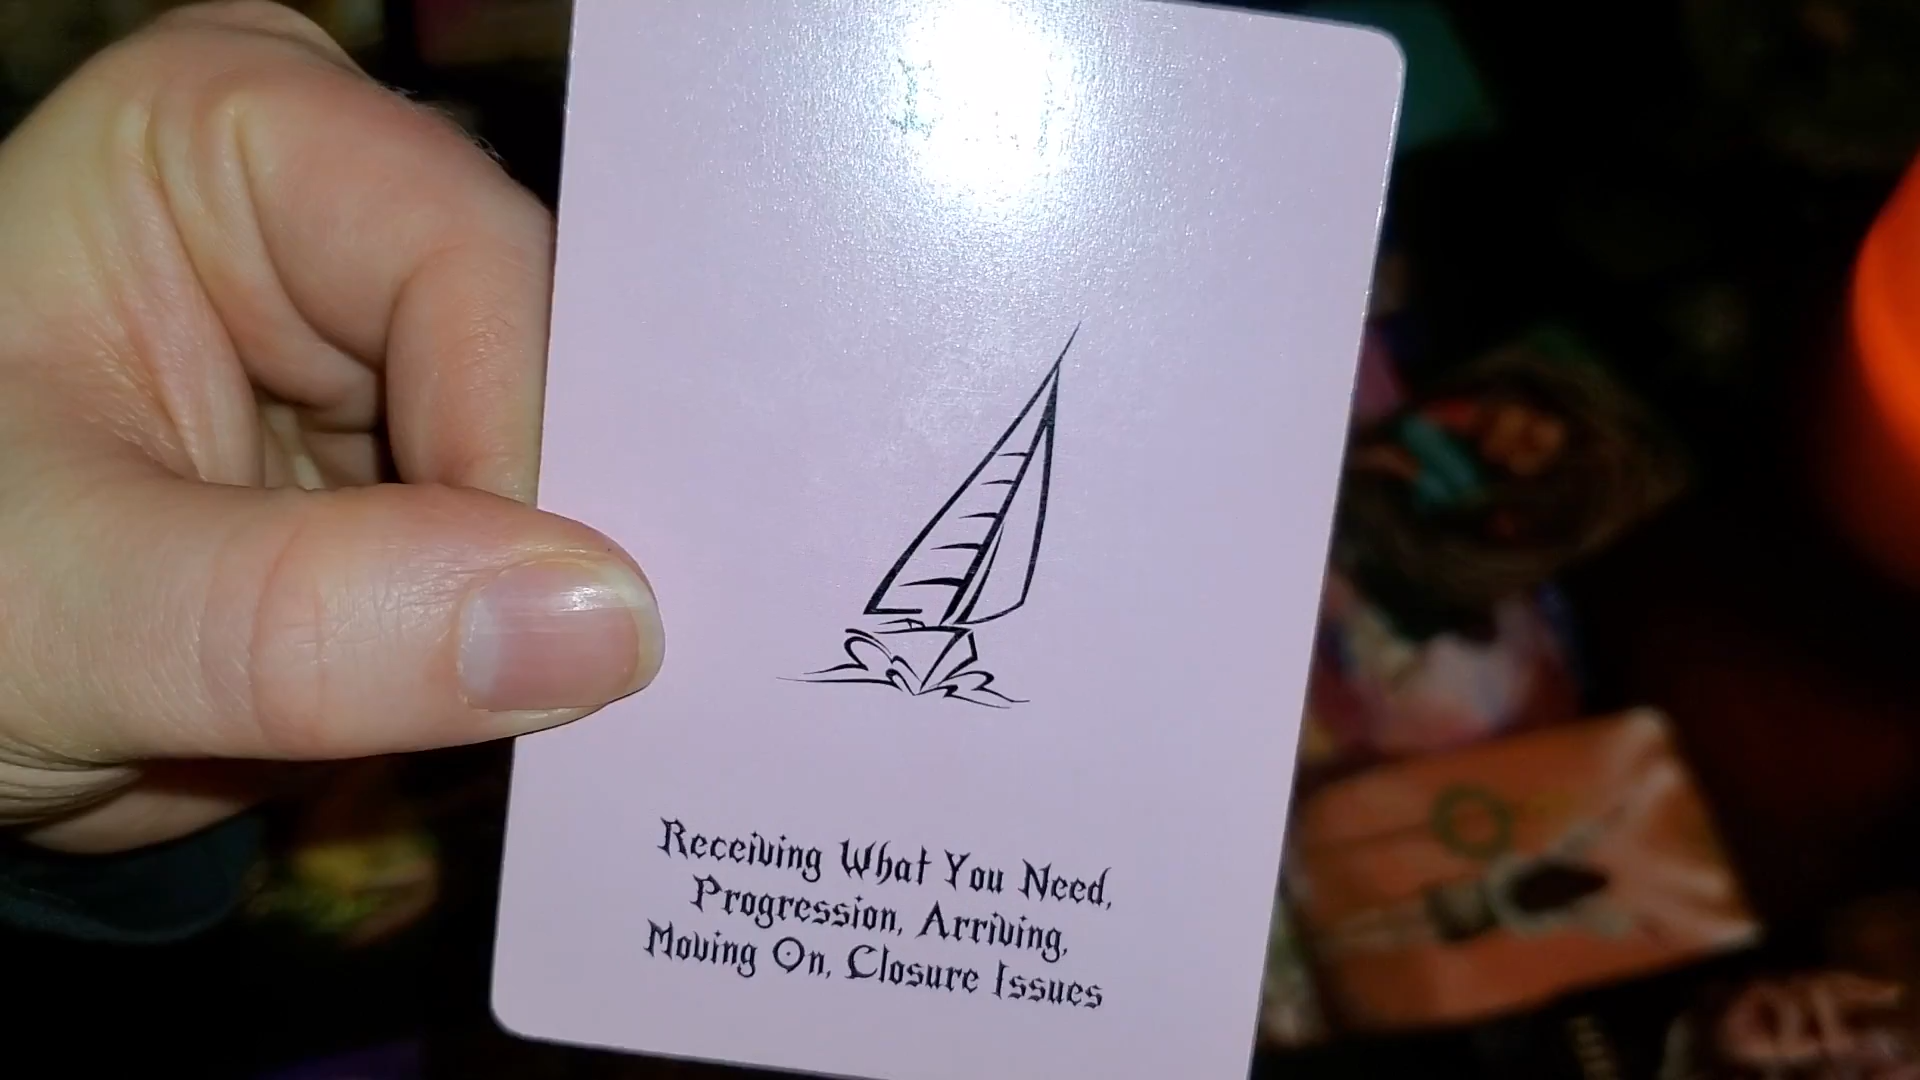 Receiving What You Need,
Progression, Arriving,
Moving On, Closure Issues